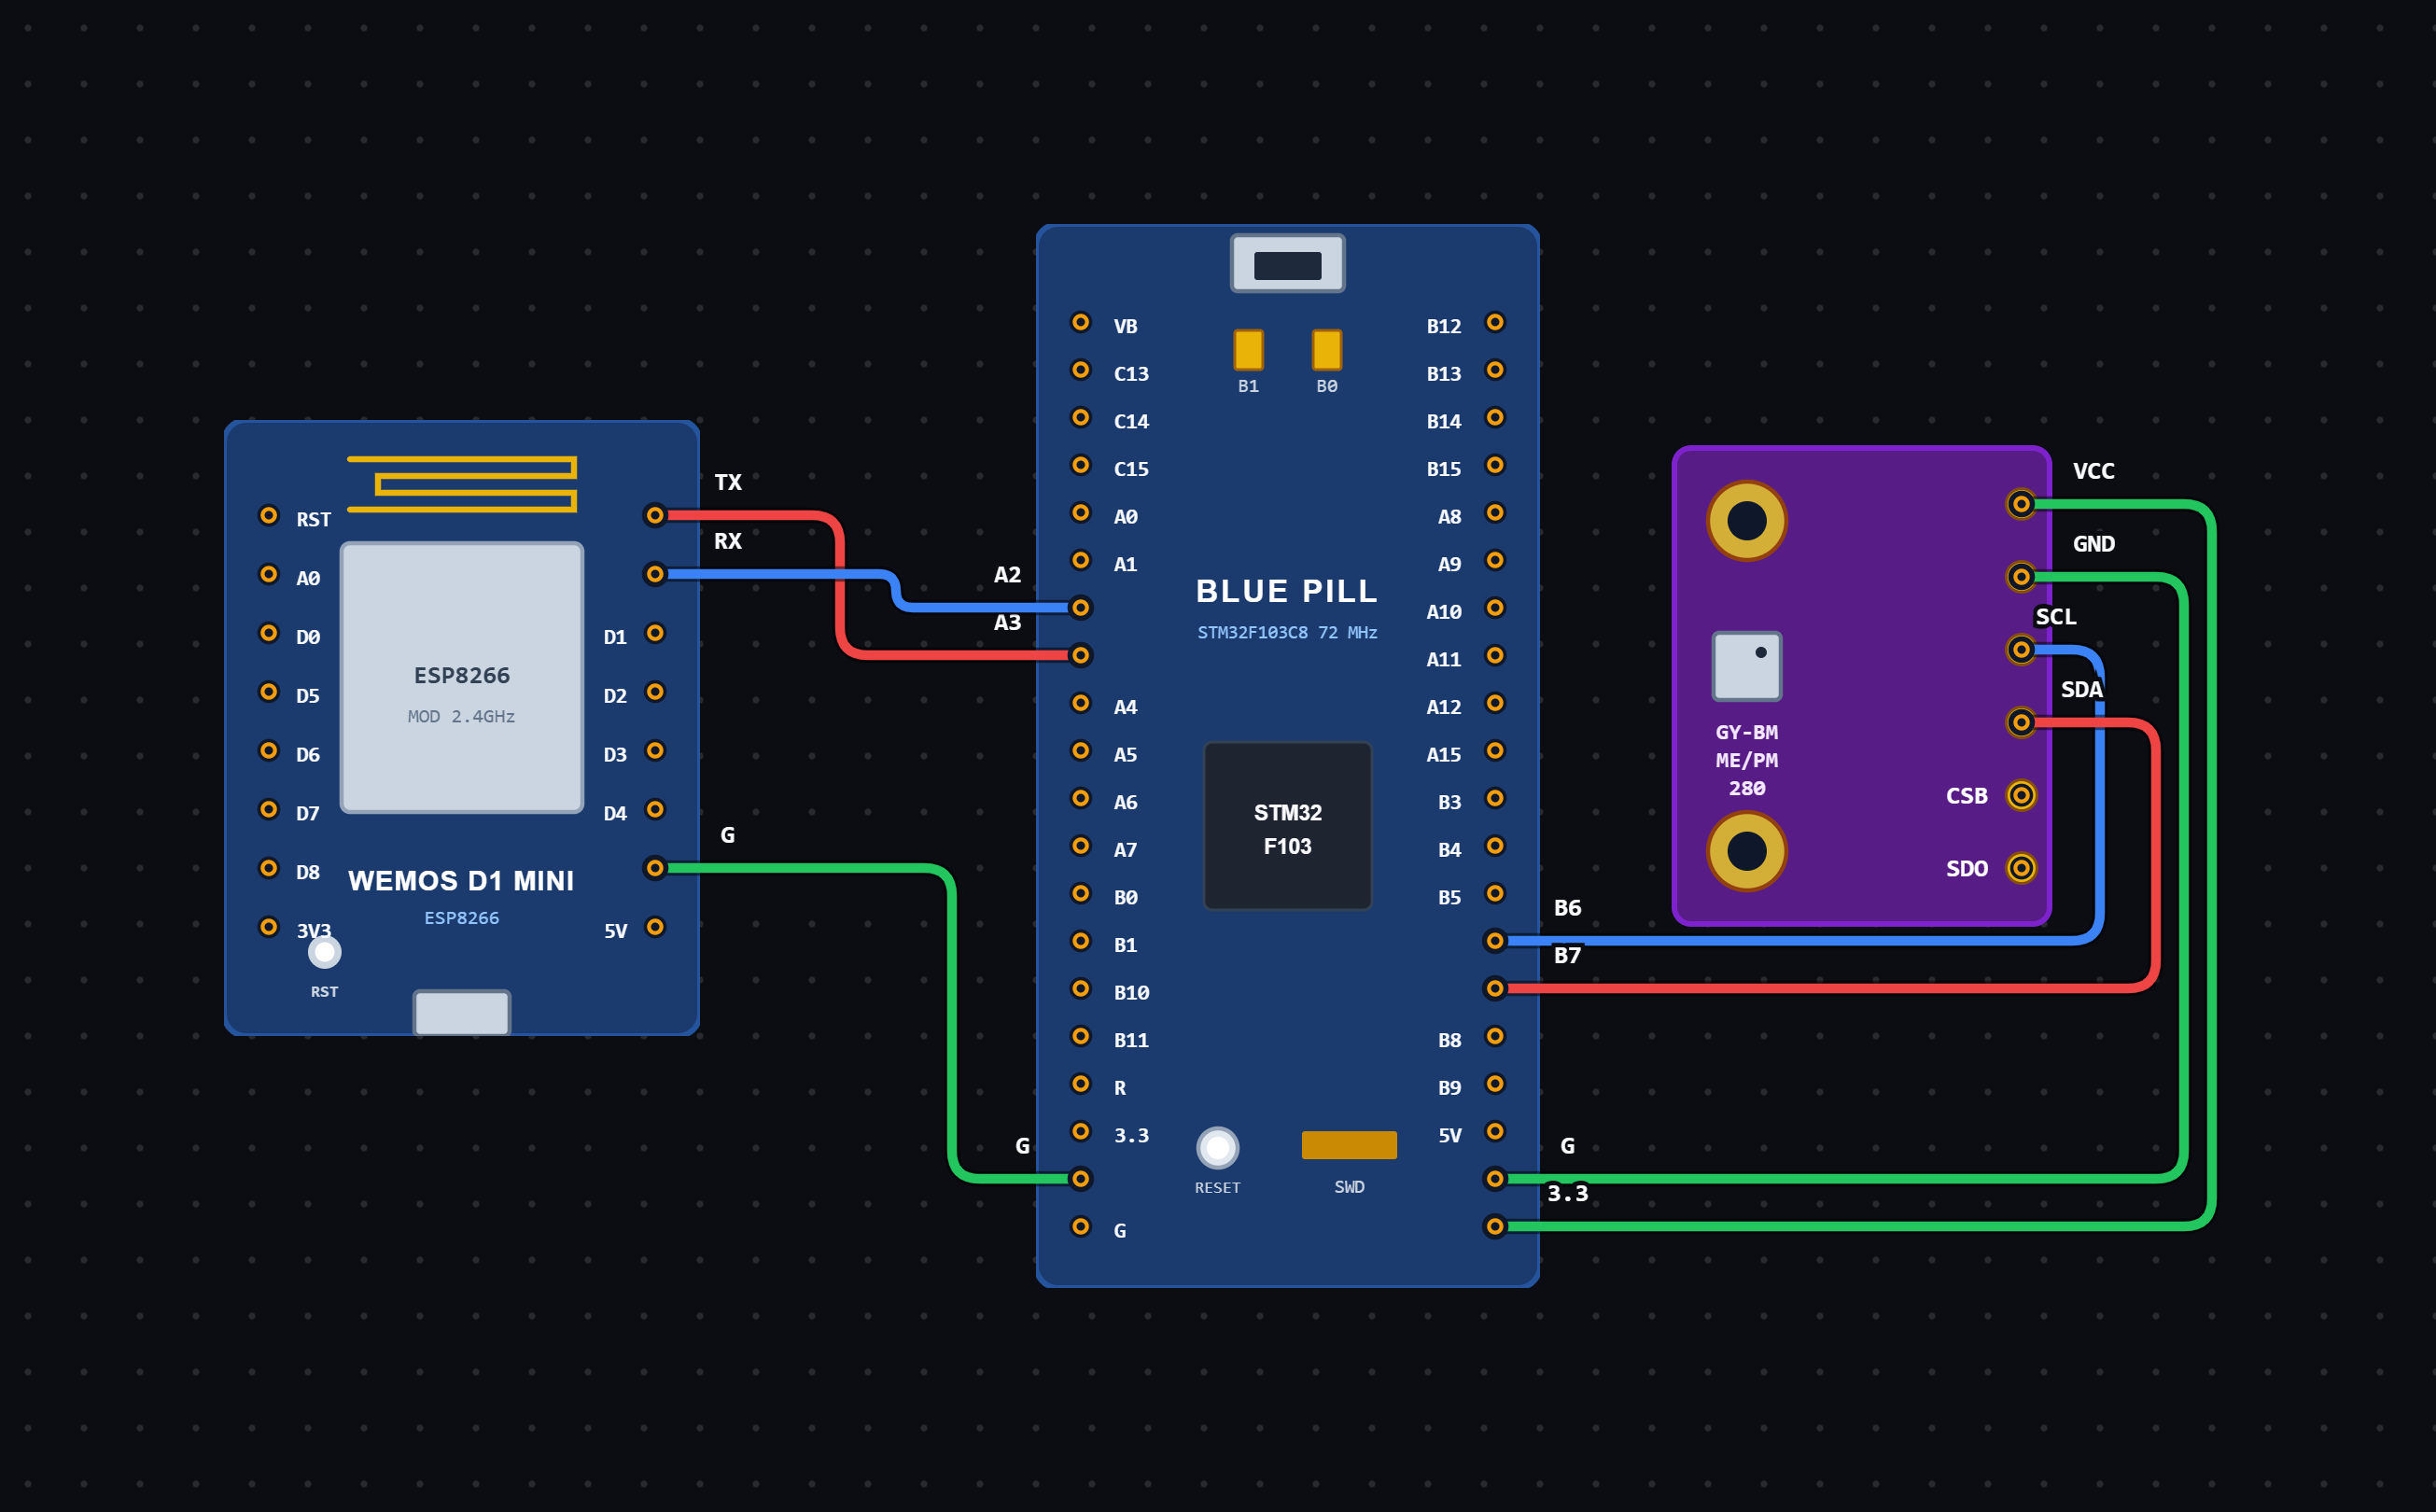 RST
A0
D0
D5
D6
D7
D8
3V3
ESP8266
MOD 2.4GHz
D1
D2
D3
D4
5V
WEMOS D1 MINI
ESP8266
RST
TX
RX
G
A2
A3
G
VB
C13
C14
C15
A0
A1
A4
A5
A6
A7
B0
B1
B10
B11
R
3.3
G
B1
B0
BLUE PILL
STM32F103C8 72 MHz
STM32
F103
RESET
SWD
B12
B13
B14
B15
A8
A9
A10
A11
A12
A15
B3
B4
B5
B8
B9
5V
B6
B7
G
3.3
GY-BM
ME/PM
280
VCC
GND
SCL
SDA
CSB
SDO